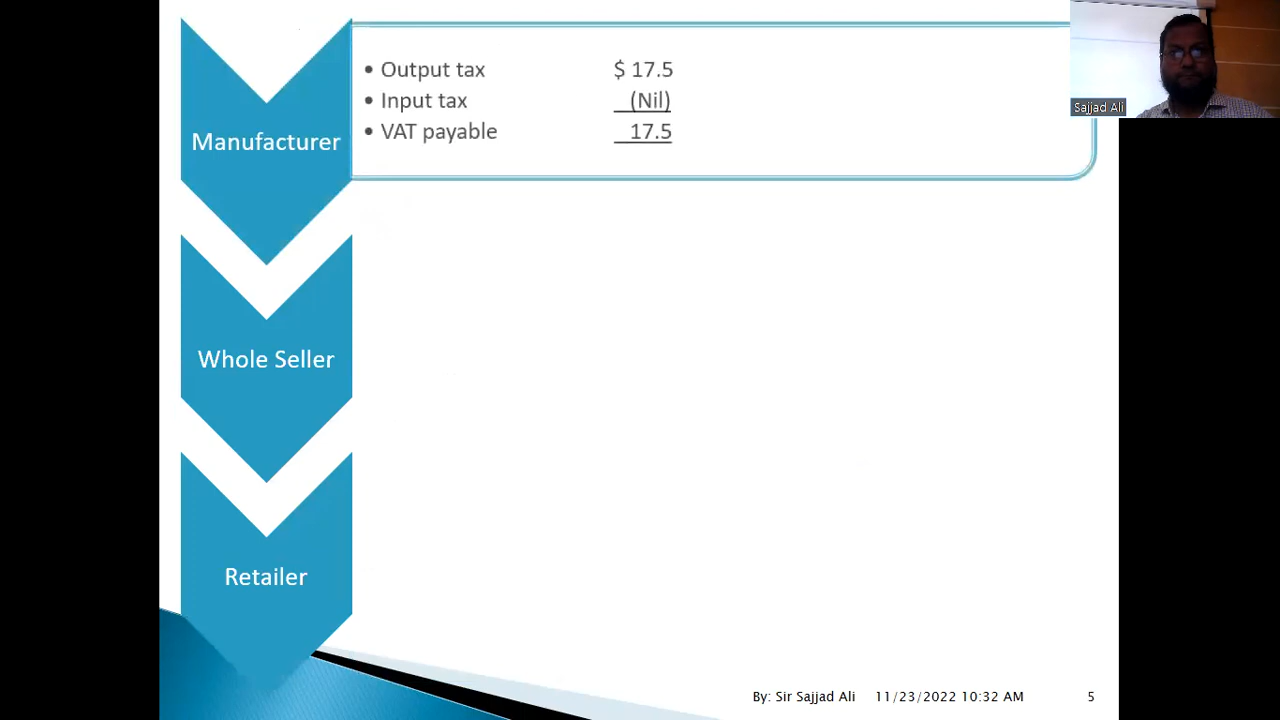 • Output tax $ 17.5
• Input tax (Nil)
• VAT payable 17.5
Manufacturer
Whole Seller
Retailer
Sajjad Ali
By: Sir Sajjad Ali 11/23/2022 10:32 AM 5